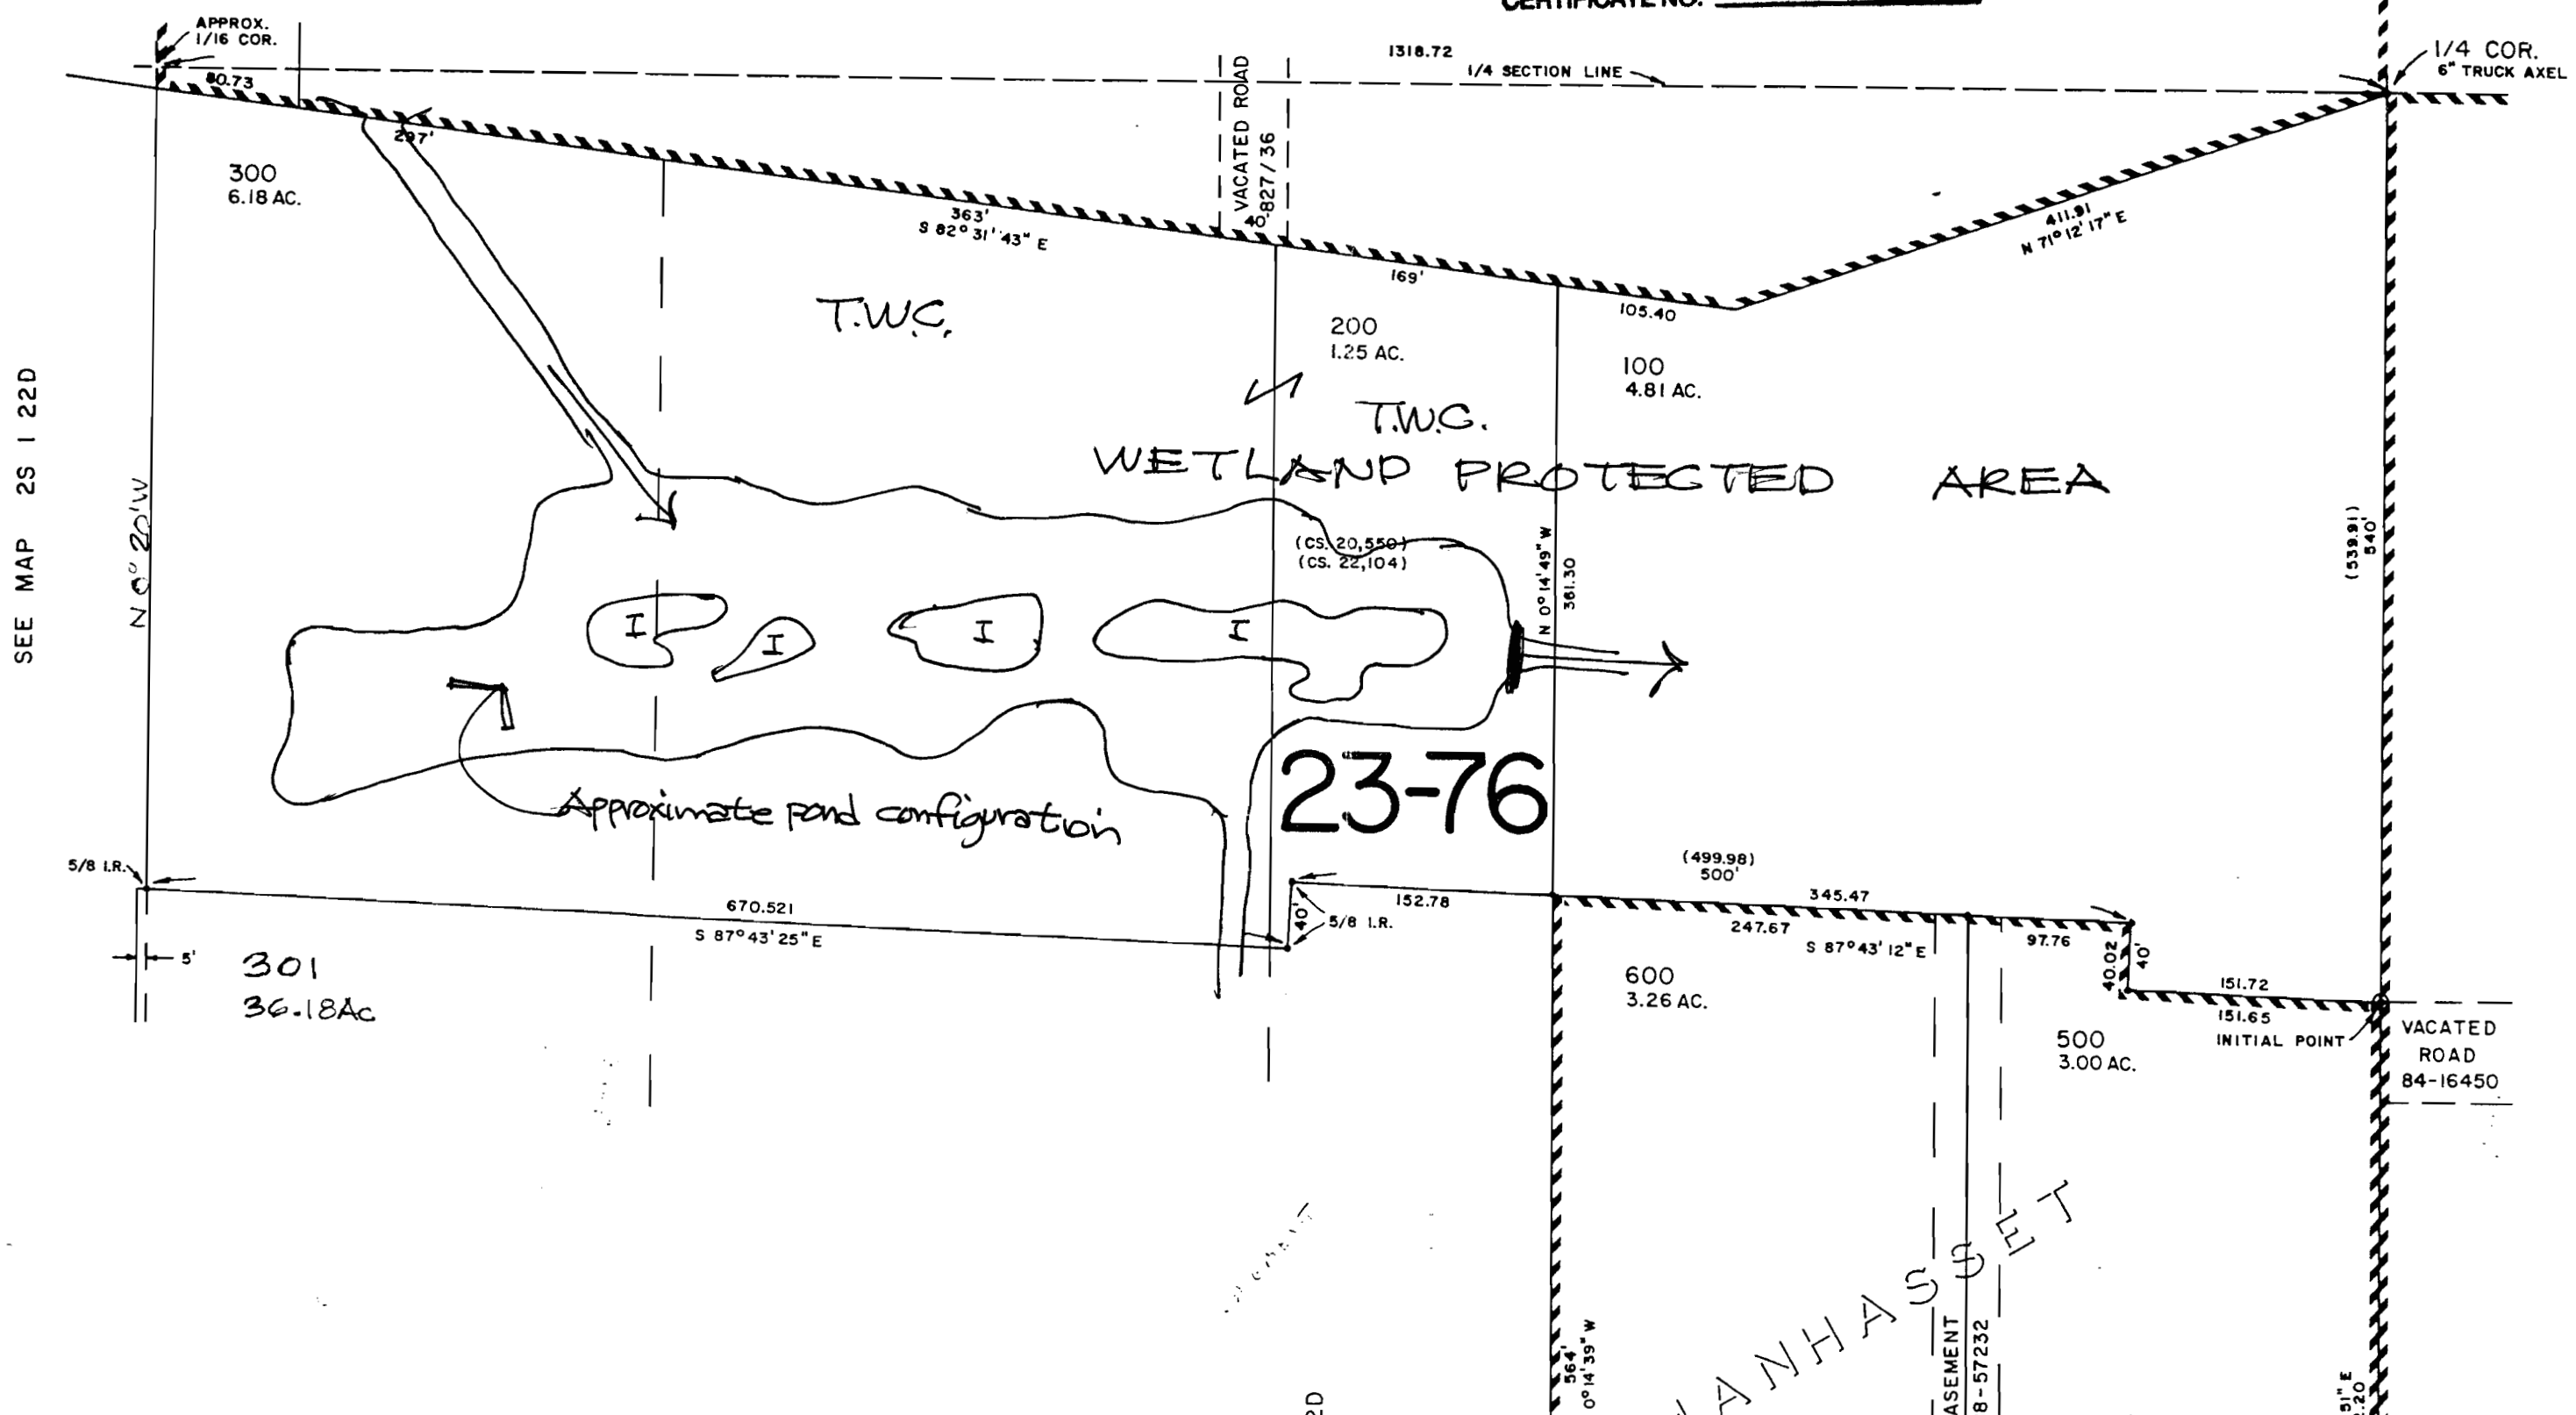 CERTIFICATE NO.
APPROX.
1/16 COR.
80.73
1318.72
1/4 SECTION LINE
1/4 COR.
6" TRUCK AXEL
VACATED ROAD
827/36
297'
300
6.18 AC.
363'
S 82°31'43" E
40
169'
105.40
411.91
N 71°12'17" E
T.W.C.
200
1.25 AC.
100
4.81 AC.
T.W.C.
WETLAND PROTECTED AREA
SEE MAP 2S 1 22D
N 0° 20' W
(CS. 20,550)
(CS. 22,104)
N 0°14'49" W
361.30
(539.91)
540'
I
I
I
I
23-76
Approximate pond configuration
5/8 I.R.
670.521
S 87°43'25" E
40'
5/8 I.R.
152.78
(499.98)
500'
345.47
247.67
S 87°43'12" E
97.76
40.02
40'
151.72
151.65
INITIAL POINT
5'
301
36.18Ac
600
3.26 AC.
500
3.00 AC.
VACATED
ROAD
84-16450
564'
0°14'39" W
ANHASSET
ASEMENT
8-57232
2D
51" E
.20